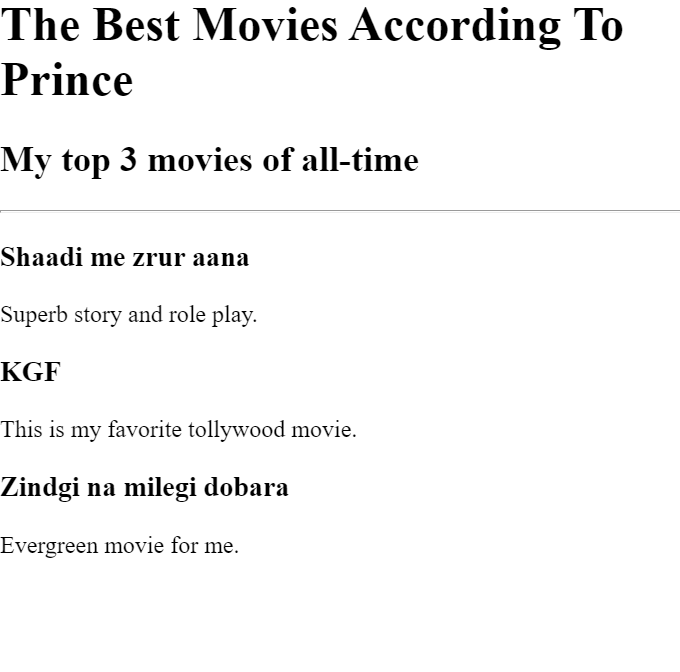 The Best Movies According To
Prince
My top 3 movies of all-time
Shaadi me zrur aana
Superb story and role play.
KGF
This is my favorite tollywood movie.
Zindgi na milegi dobara
Evergreen movie for me.